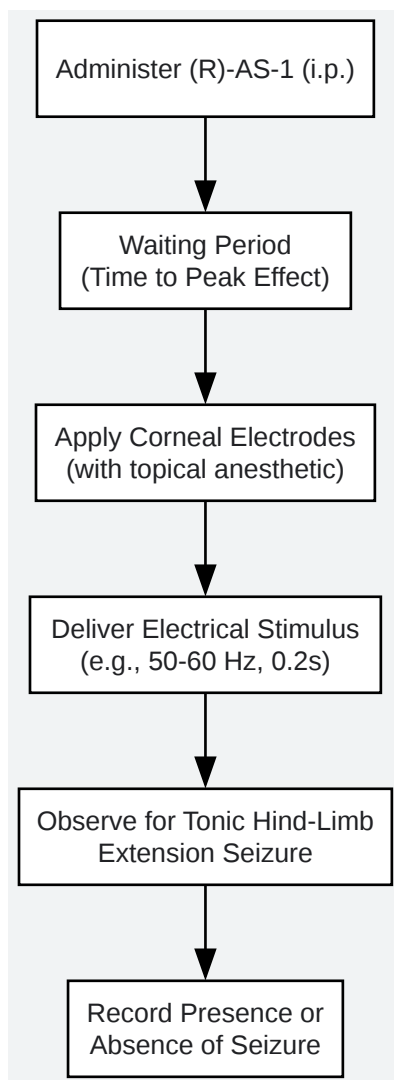 Administer (R)-AS-1 (i.p.)
Waiting Period
(Time to Peak Effect)
Apply Corneal Electrodes
(with topical anesthetic)
Deliver Electrical Stimulus
(e.g., 50-60 Hz, 0.2s)
Observe for Tonic Hind-Limb
Extension Seizure
Record Presence or
Absence of Seizure